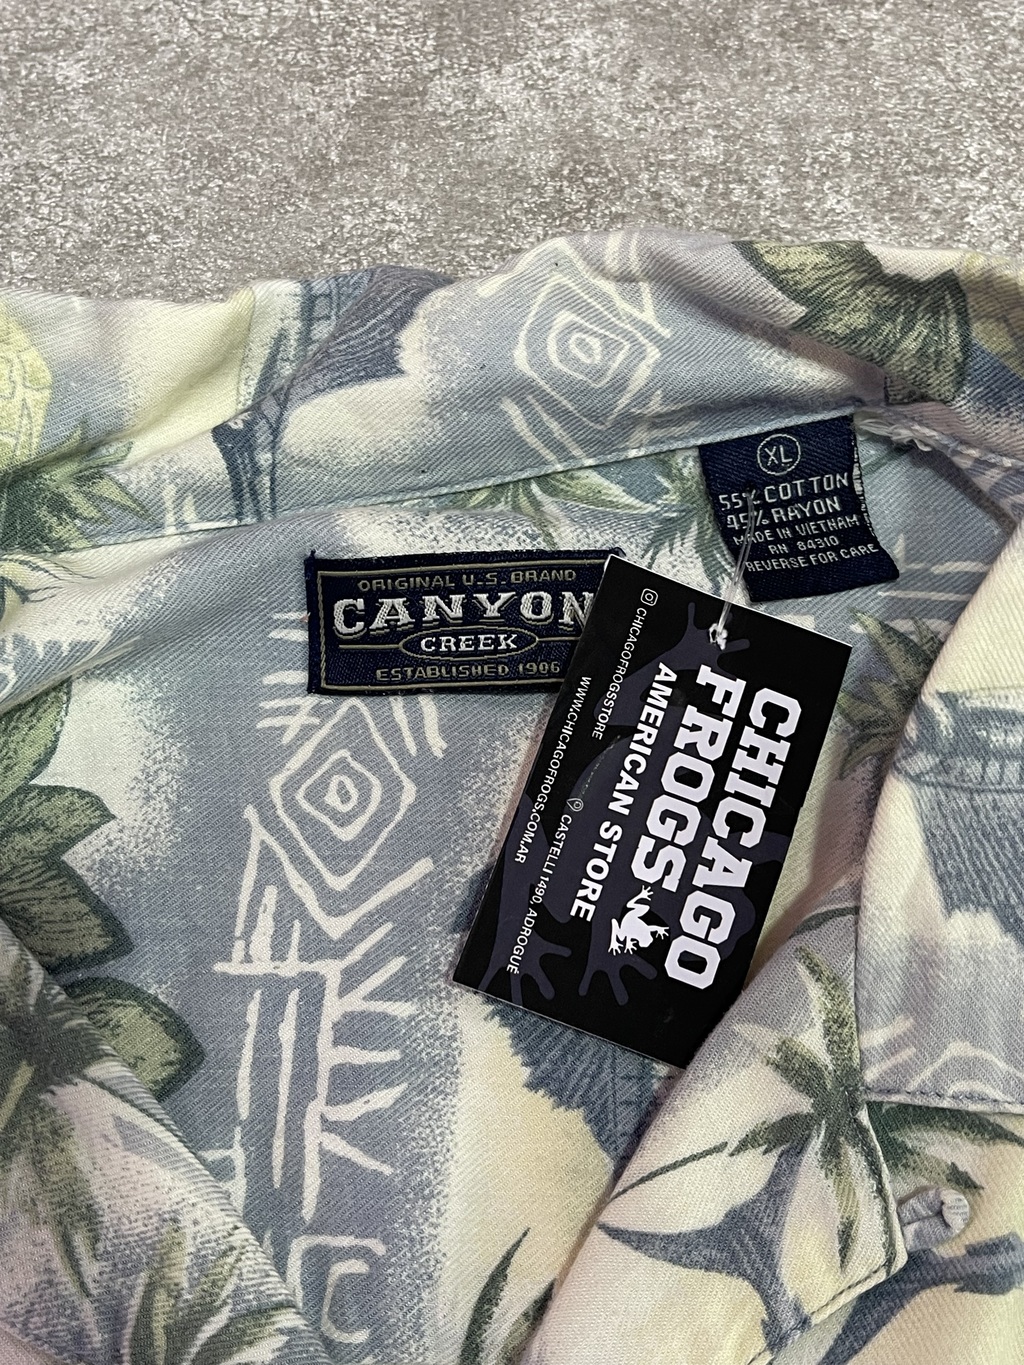 XL
55% COTTON
45% RAYON
MADE IN VIETNAM
RN 84310
REVERSE FOR CARE
ORIGINAL U.S. BRAND
CANYON
CREEK
ESTABLISHED 1906
CHICAGO
FROGS
AMERICAN STORE
CHICAGOFROGSSTORE
CASTELLI 1490, ADROGUE
WWW.CHICAGOFROGS.COM.AR